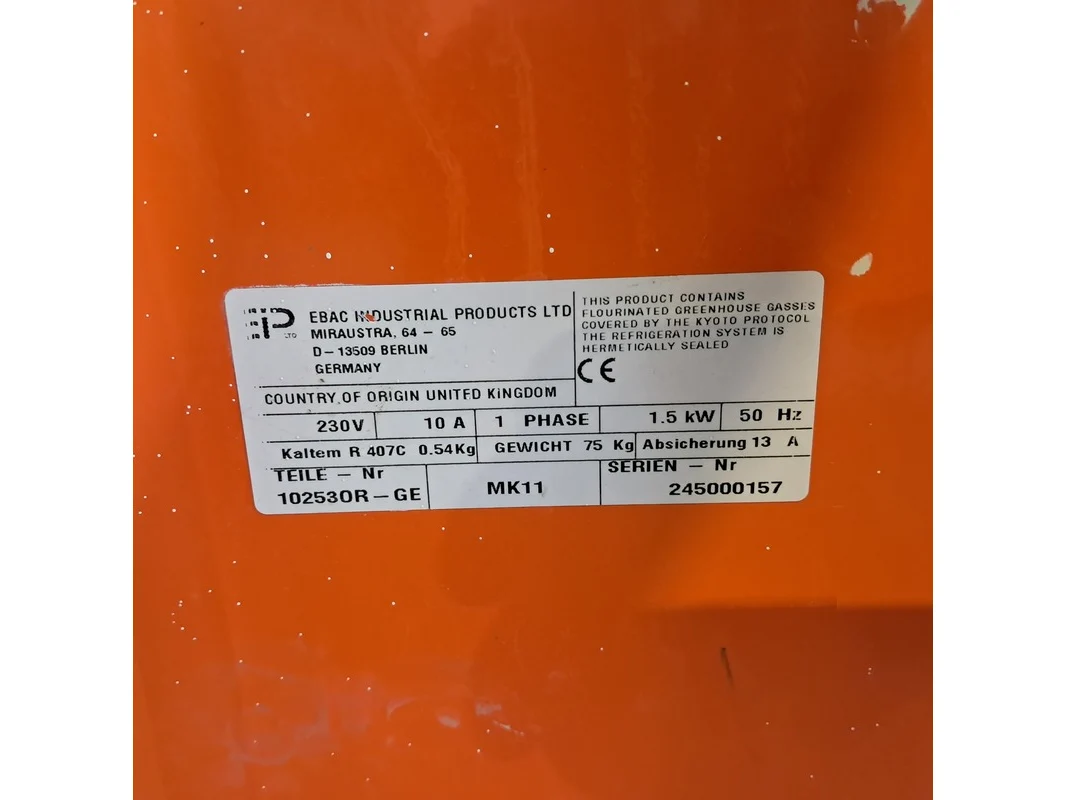 EIP
LTD
EBAC INDUSTRIAL PRODUCTS LTD
MIRAUSTRA, 64 – 65
D – 13509 BERLIN
GERMANY
COUNTRY OF ORIGIN UNITED KINGDOM
THIS PRODUCT CONTAINS
FLOURINATED GREENHOUSE GASSES
COVERED BY THE KYOTO PROTOCOL
THE REFRIGERATION SYSTEM IS
HERMETICALLY SEALED
CE
230V 10 A 1 PHASE 1.5 kW 50 Hz
Kaltem R 407C 0.54Kg GEWICHT 75 Kg Absicherung 13 A
TEILE – Nr
10253OR – GE
MK11
SERIEN – Nr
245000157